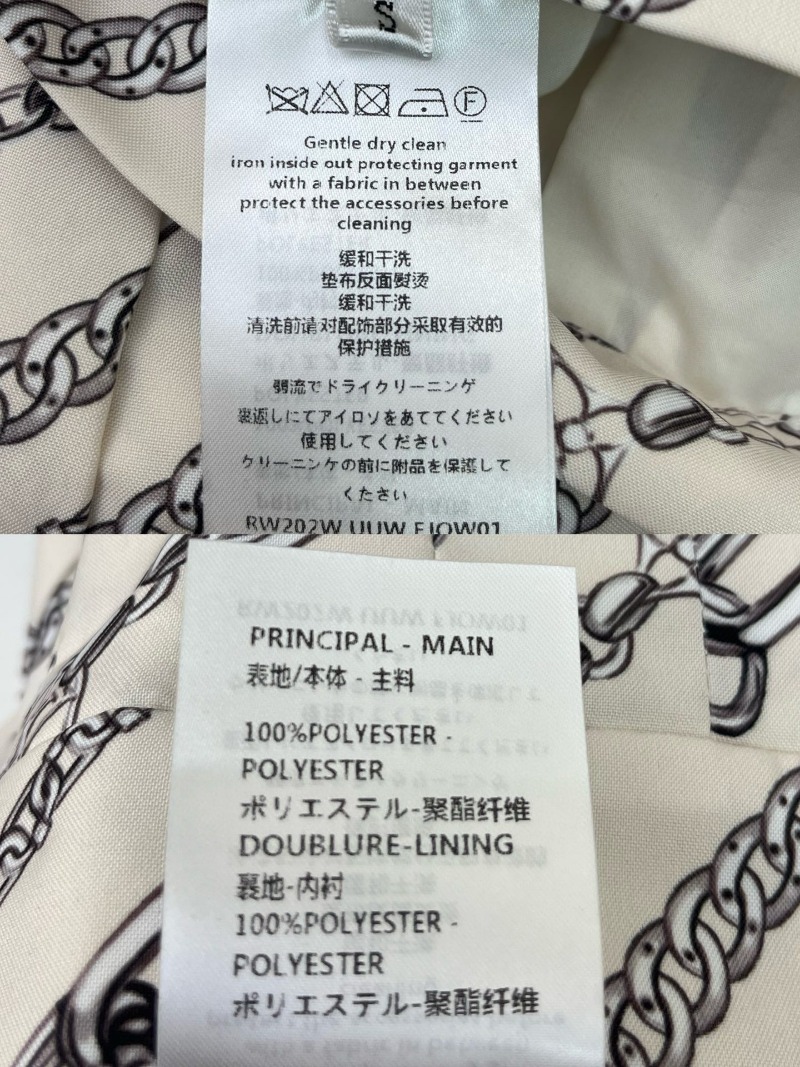 F
Gentle dry clean
iron inside out protecting garment
with a fabric in between
protect the accessories before
cleaning
缓和干洗
垫布反面熨烫
缓和干洗
清洗前请对配饰部分采取有效的
保护措施
弱流でドライクリーニンゲ
裏返しにてアイロソをあててください
使用してください
クリーニンケの前に附品を保護して
くたさい
RW202W UUW FJOW01
PRINCIPAL - MAIN
表地/本体 - 主料
100%POLYESTER -
POLYESTER
ポリエステル-聚酯纤维
DOUBLURE-LINING
裏地-内衬
100%POLYESTER -
POLYESTER
ポリエステル-聚酯纤维